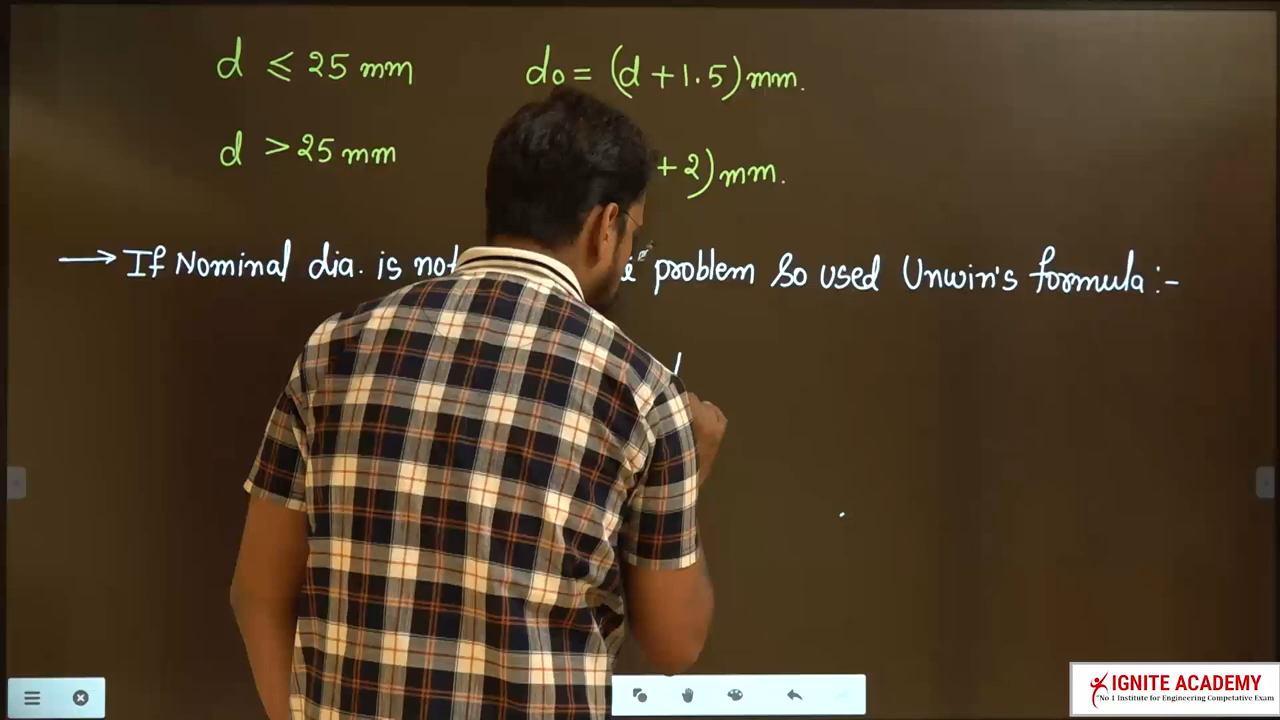 d ≤ 25 mm do = (d + 1.5) mm.
d > 25 mm + 2) mm.
→ If Nominal dia. is not problem so used Unwin's formula :-
IGNITE ACADEMY
"No 1 Institute for Engineering Competative Exam